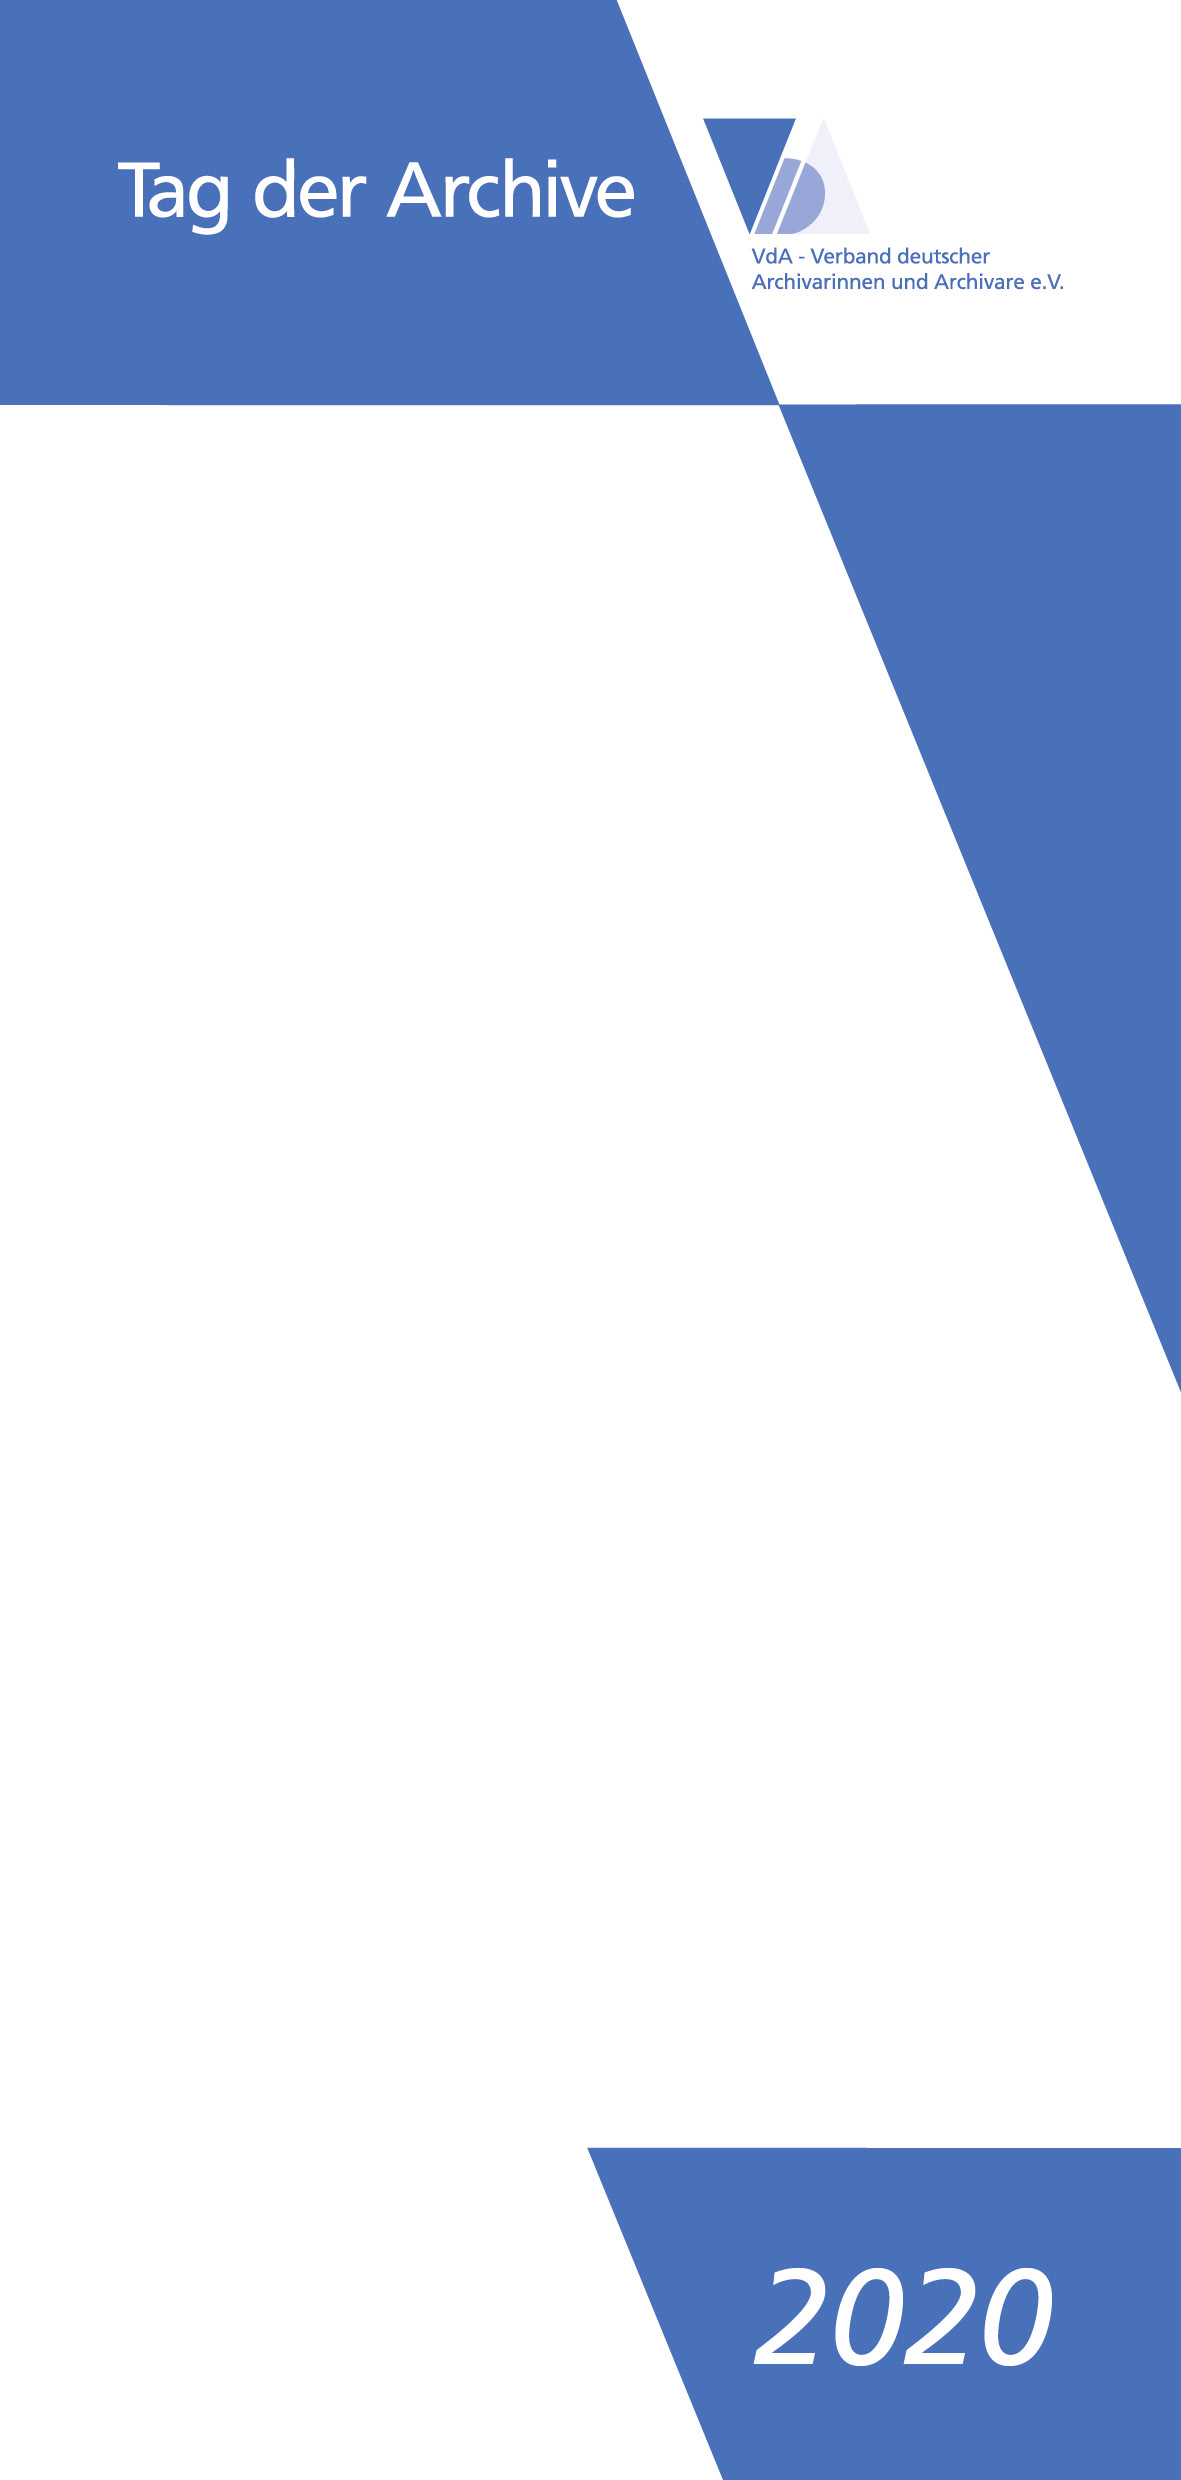 Tag der Archive
VdA - Verband deutscher
Archivarinnen und Archivare e.V.
2020